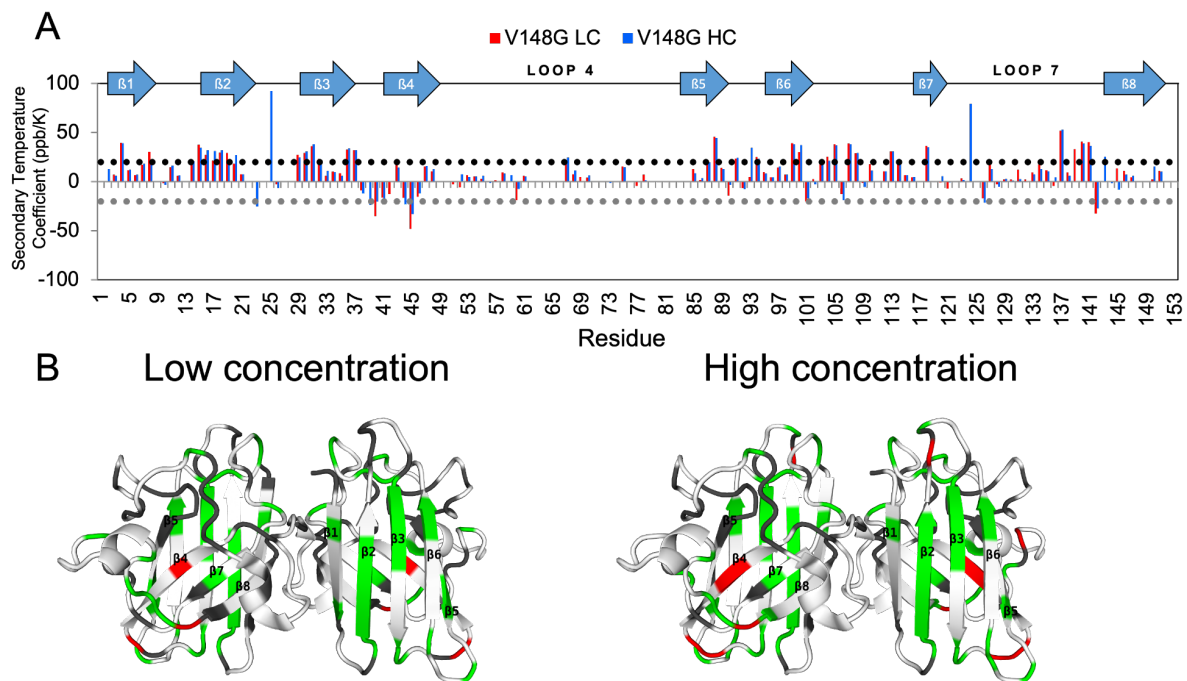 A
V148G LC V148G HC
ß1 ß2 ß3 ß4 LOOP 4 ß5 ß6 ß7 LOOP 7 ß8
Secondary Temperature
Coefficient (ppb/K)
100
50
0
-50
-100
1 5 9 13 17 21 25 29 33 37 41 45 49 53 57 61 65 69 73 77 81 85 89 93 97 101 105 109 113 117 121 125 129 133 137 141 145 149 153
Residue
B
Low concentration High concentration
β5 β4 β7 β8 β1 β2 β3 β6 β5
β5 β4 β7 β8 β1 β2 β3 β6 β5